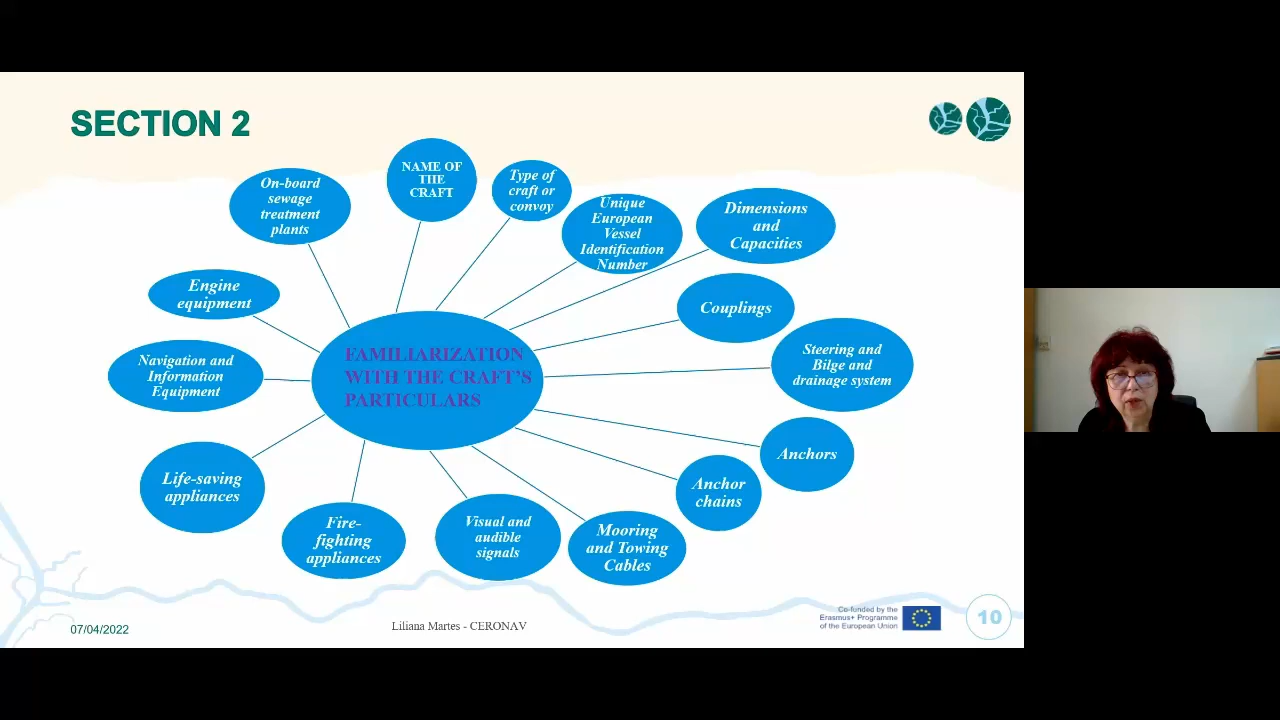 SECTION 2
NAME OF
THE
CRAFT
Type of
craft or
convoy
Unique
European
Vessel
Identification
Number
Dimensions
and
Capacities
Couplings
Steering and
Bilge and
drainage system
Anchors
Anchor
chains
Mooring
and Towing
Cables
Visual and
audible
signals
Fire-
fighting
appliances
Life-saving
appliances
Navigation and
Information
Equipment
Engine
equipment
On-board
sewage
treatment
plants
FAMILIARIZATION
WITH THE CRAFT'S
PARTICULARS
07/04/2022
Liliana Martes - CERONAV
Co-funded by the
Erasmus+ Programme
of the European Union
10